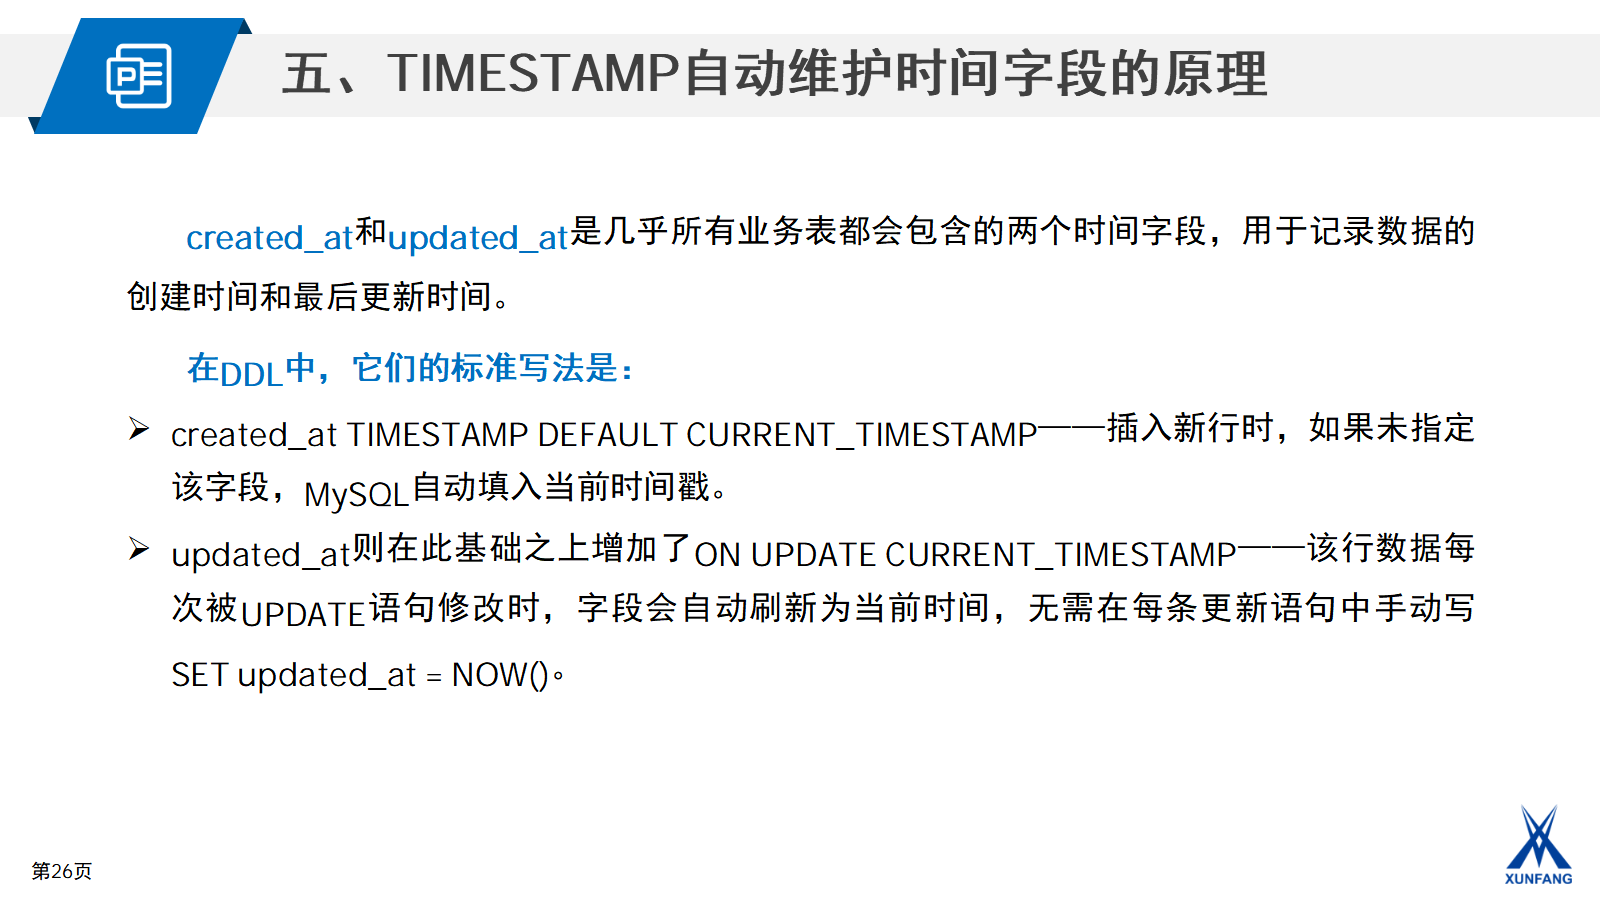 五、TIMESTAMP自动维护时间字段的原理
created_at和updated_at是几乎所有业务表都会包含的两个时间字段，用于记录数据的
创建时间和最后更新时间。
在DDL中，它们的标准写法是：
➢ created_at TIMESTAMP DEFAULT CURRENT_TIMESTAMP——插入新行时，如果未指定
该字段，MySQL自动填入当前时间戳。
➢ updated_at则在此基础之上增加了ON UPDATE CURRENT_TIMESTAMP——该行数据每
次被UPDATE语句修改时，字段会自动刷新为当前时间，无需在每条更新语句中手动写
SET updated_at = NOW()。
第26页
XUNFANG